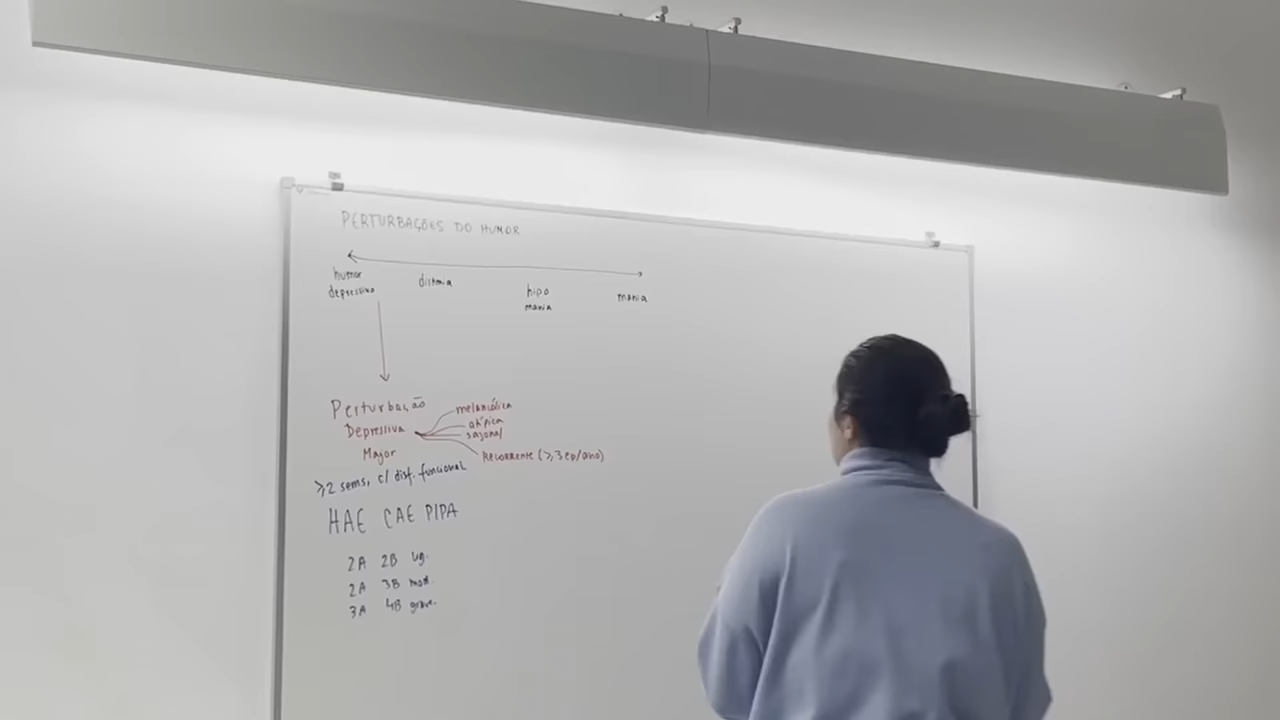 PERTURBAÇÕES DO HUMOR
humor depressivo
distimia
hipo mania
mania
Perturbação
Depressiva
Major
melancólica
atípica
sazonal
Recorrente (≥3 ep/ano)
≥2 sems, c/ disf. funcional
HAE CAE PIPA
2A 2B lig.
2A 3B mod.
3A 4B grave.